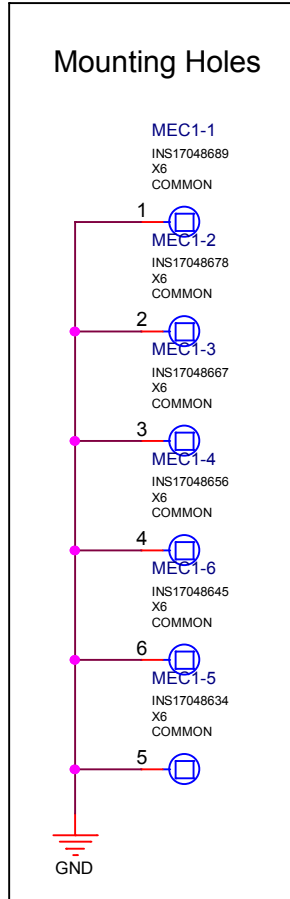 Mounting Holes
MEC1-1
INS17048689
X6
COMMON
1
MEC1-2
INS17048678
X6
COMMON
2
MEC1-3
INS17048667
X6
COMMON
3
MEC1-4
INS17048656
X6
COMMON
4
MEC1-6
INS17048645
X6
COMMON
6
MEC1-5
INS17048634
X6
COMMON
5
GND